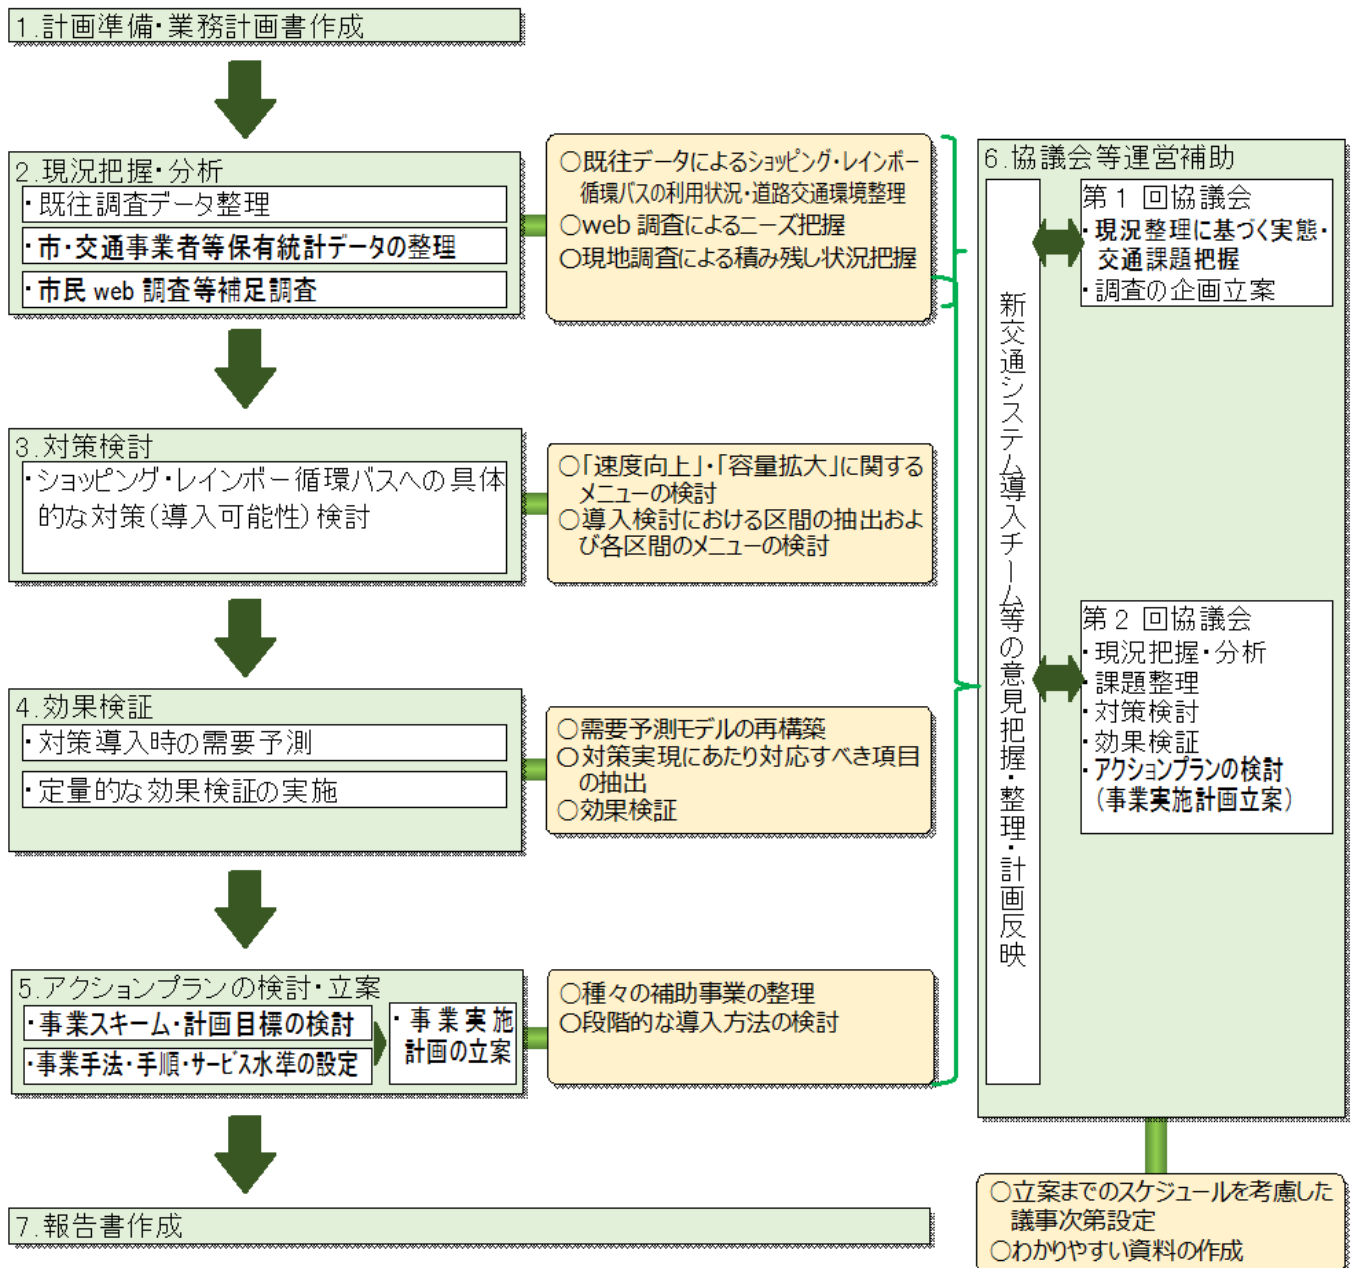 1.計画準備・業務計画書作成
2.現況把握・分析
・既往調査データ整理
・市・交通事業者等保有統計データの整理
・市民 web 調査等補足調査
○既往データによるショッピング・レインボー
循環バスの利用状況・道路交通環境整理
○web 調査によるニーズ把握
○現地調査による積み残し状況把握
3.対策検討
・ショッピング・レインボー循環バスへの具体
的な対策(導入可能性)検討
○「速度向上」・「容量拡大」に関する
メニューの検討
○導入検討における区間の抽出およ
び各区間のメニューの検討
4.効果検証
・対策導入時の需要予測
・定量的な効果検証の実施
○需要予測モデルの再構築
○対策実現にあたり対応すべき項目
の抽出
○効果検証
5.アクションプランの検討・立案
・事業スキーム・計画目標の検討
・事業手法・手順・サービス水準の設定
・事業実施
計画の立案
○種々の補助事業の整理
○段階的な導入方法の検討
6.協議会等運営補助
新交通システム導入チーム等の意見把握・整理・計画反映
第1 回協議会
・現況整理に基づく実態・
交通課題把握
・調査の企画立案
第2 回協議会
・現況把握・分析
・課題整理
・対策検討
・効果検証
・アクションプランの検討
(事業実施計画立案)
○立案までのスケジュールを考慮した
議事次第設定
○わかりやすい資料の作成
7.報告書作成